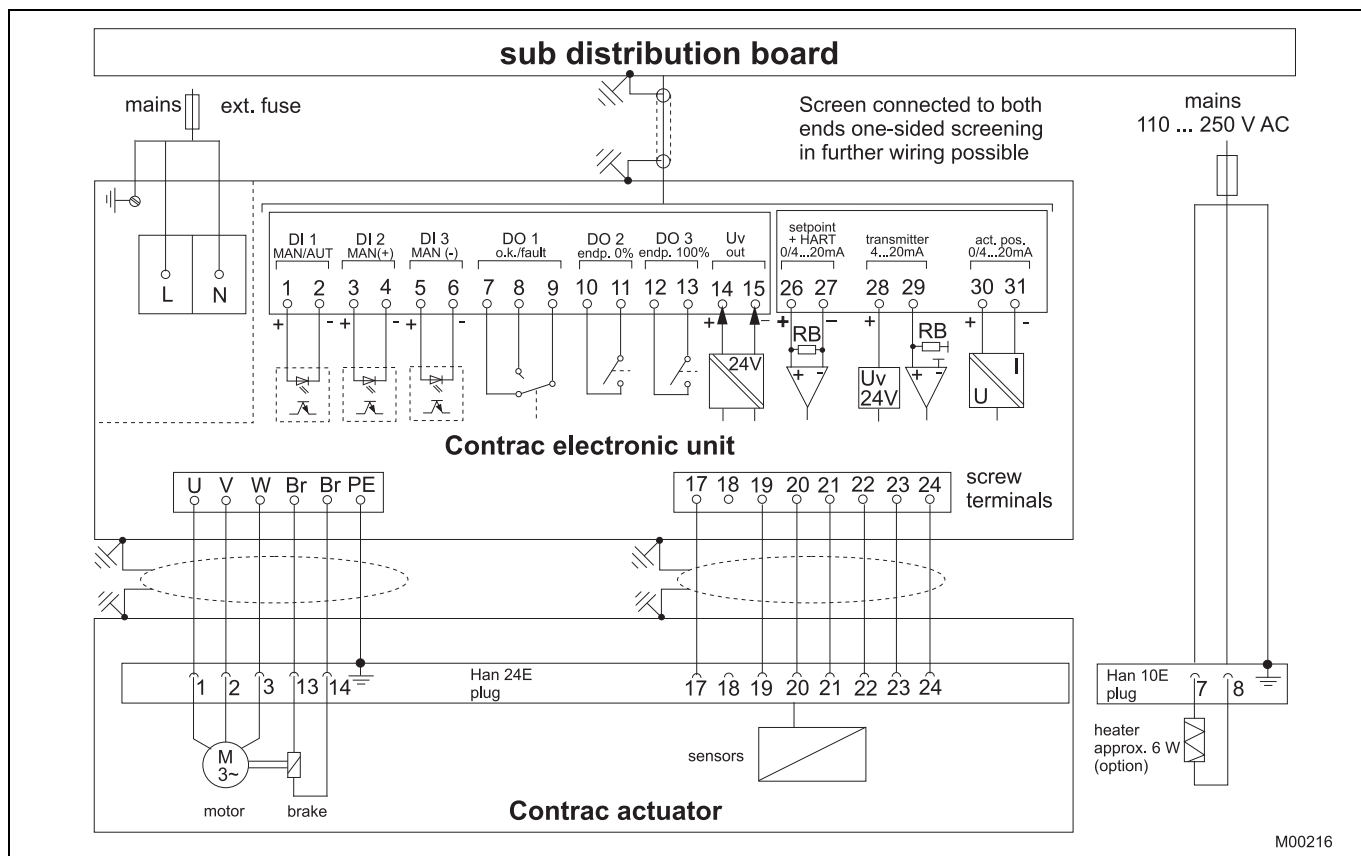 sub distribution board
mains
ext. fuse
Screen connected to both
ends one-sided screening
in further wiring possible
mains
110 ... 250 V AC
L N
DI 1
MAN/AUT
DI 2
MAN(+)
DI 3
MAN (-)
DO 1
o.k./fault
DO 2
endp. 0%
DO 3
endp. 100%
Uv
out
setpoint
+ HART
0/4...20mA
transmitter
4...20mA
act. pos.
0/4...20mA
1 2 3 4 5 6 7 8 9 10 11 12 13 14 15 26 27 28 29 30 31
+ - + - + - + - + - + + + -
RB RB
24V
+ - + -
Uv
24V
I
U
Contrac electronic unit
U V W Br Br PE
17 18 19 20 21 22 23 24
screw
terminals
1 2 3 13 14
Han 24E
plug
17 18 19 20 21 22 23 24
Han 10E
plug
7 8
M
3~
motor
brake
sensors
heater
approx. 6 W
(option)
Contrac actuator
M00216